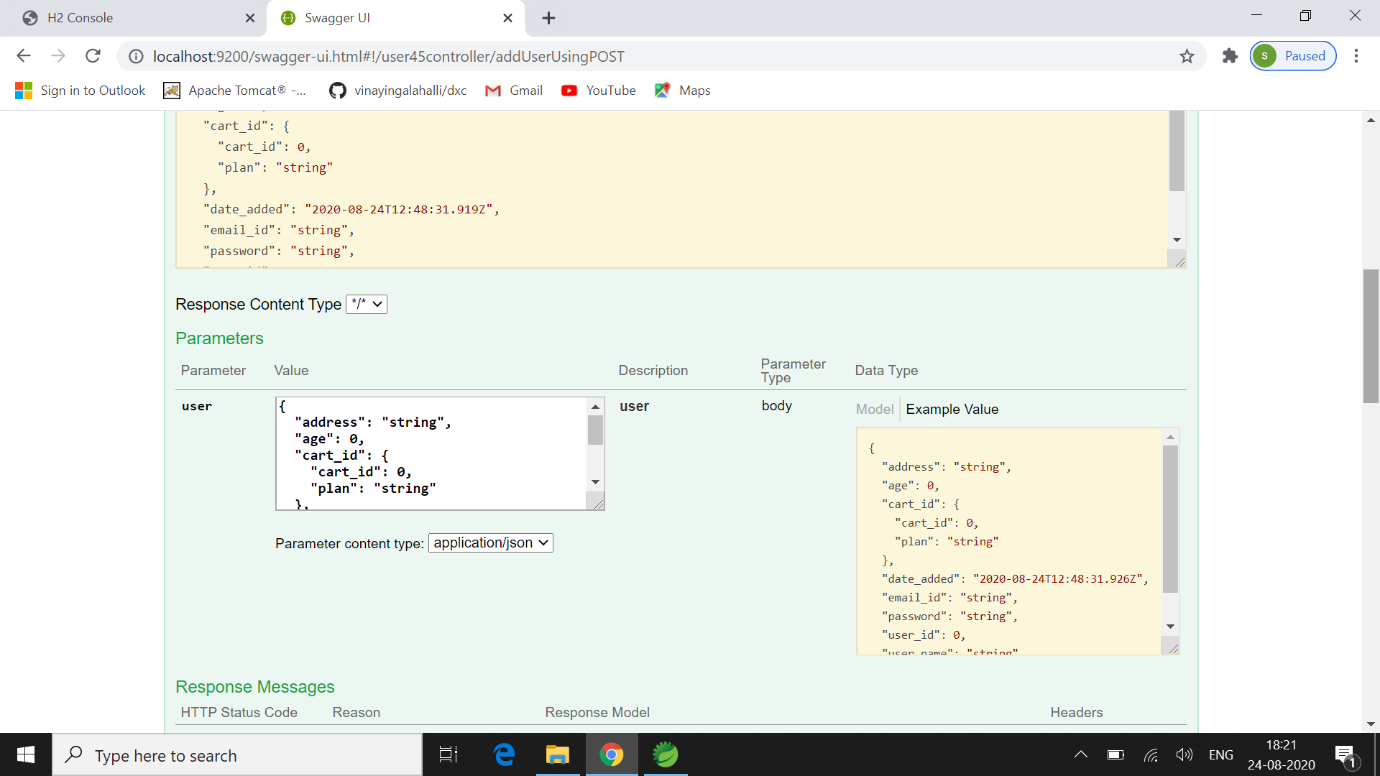 H2 Console
Swagger UI
localhost:9200/swagger-ui.html#!/user45controller/addUserUsingPOST
S
Paused
Sign in to Outlook
Apache Tomcat® -...
vinayingalahalli/dxc
Gmail
YouTube
Maps
"cart_id": {
"cart_id": 0,
"plan": "string"
},
"date_added": "2020-08-24T12:48:31.919Z",
"email_id": "string",
"password": "string",
Response Content Type */*
Parameters
Parameter Value Description Parameter Type Data Type
user
{
"address": "string",
"age": 0,
"cart_id": {
"cart_id": 0,
"plan": "string"
},
Parameter content type: application/json
user
body
Model Example Value
{
"address": "string",
"age": 0,
"cart_id": {
"cart_id": 0,
"plan": "string"
},
"date_added": "2020-08-24T12:48:31.926Z",
"email_id": "string",
"password": "string",
"user_id": 0,
"user_name": "string"
Response Messages
HTTP Status Code Reason Response Model Headers
Type here to search
ENG
18:21
24-08-2020
1